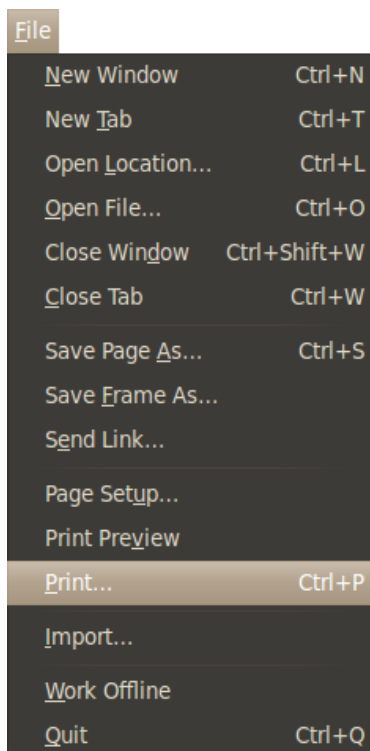 File
New Window Ctrl+N
New Tab Ctrl+T
Open Location... Ctrl+L
Open File... Ctrl+O
Close Window Ctrl+Shift+W
Close Tab Ctrl+W
Save Page As... Ctrl+S
Save Frame As...
Send Link...
Page Setup...
Print Preview
Print... Ctrl+P
Import...
Work Offline
Quit Ctrl+Q